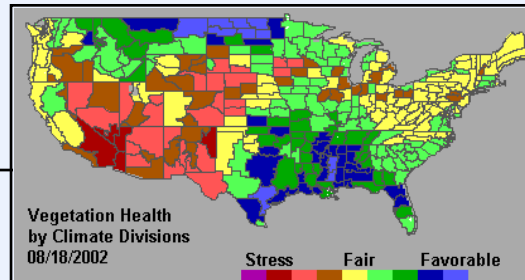 Vegetation Health
by Climate Divisions
08/18/2002
Stress Fair Favorable